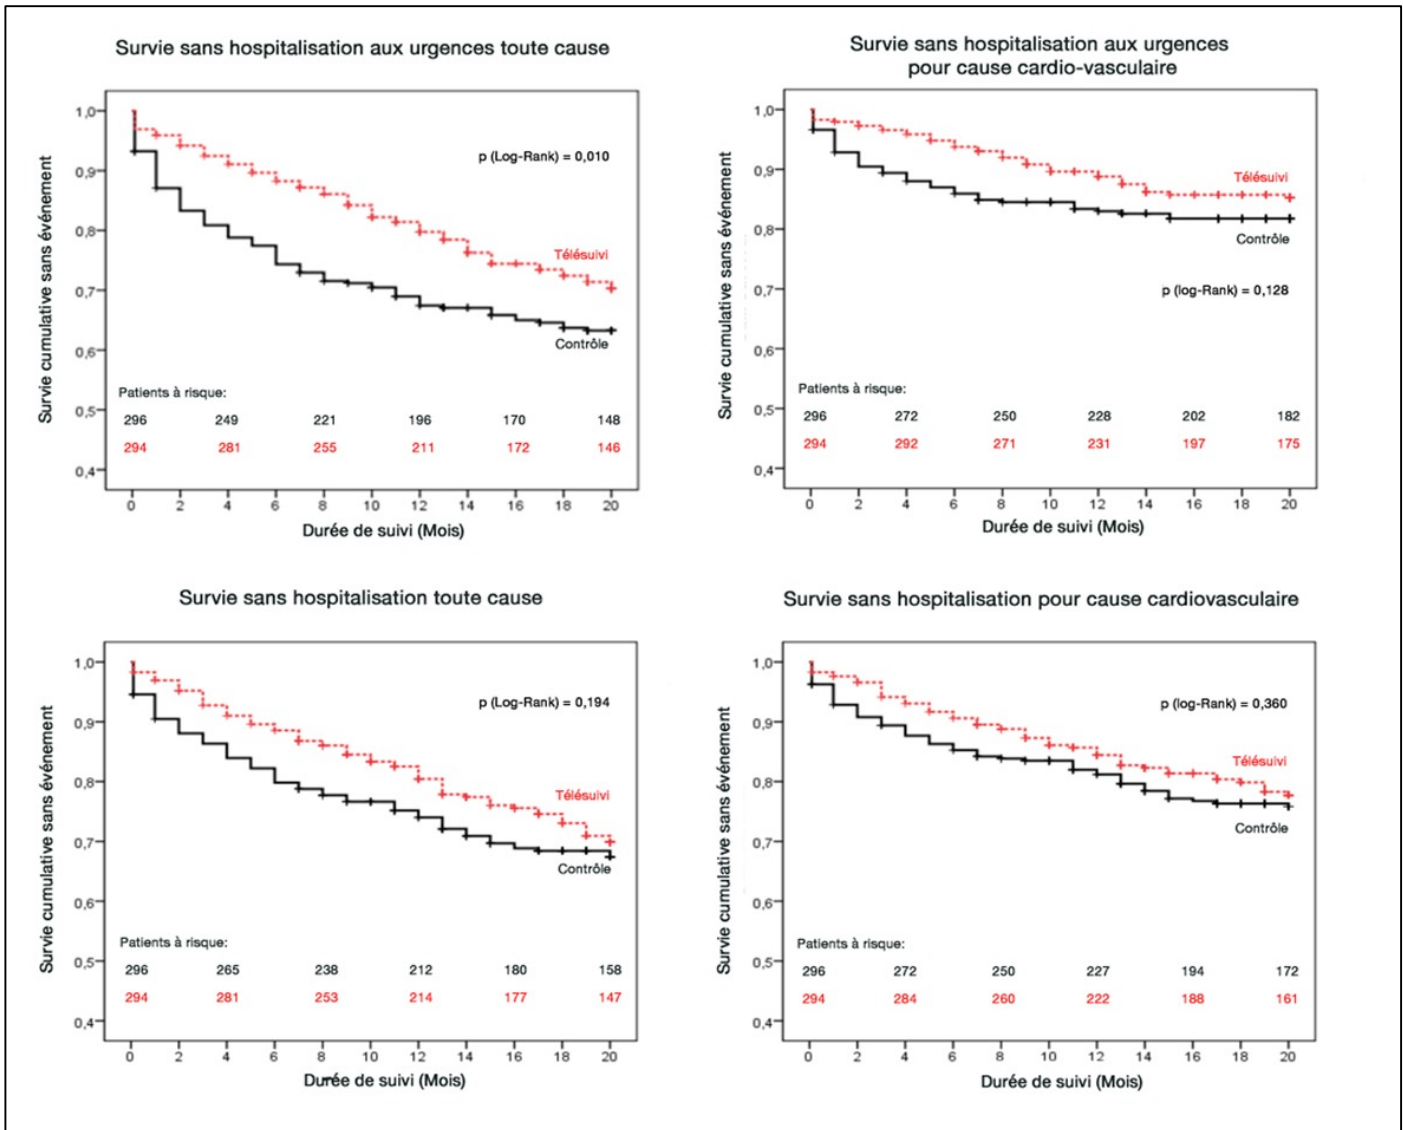 Survie sans hospitalisation aux urgences toute cause
Survie cumulative sans événement
1,0
0,9
0,8
0,7
0,6
0,5
0,4
p (Log-Rank) = 0,010
Télésuivi
Contrôle
Patients à risque:
296 249 221 196 170 148
294 281 255 211 172 146
0 2 4 6 8 10 12 14 16 18 20
Durée de suivi (Mois)
Survie sans hospitalisation aux urgences
pour cause cardio-vasculaire
Survie cumulative sans événement
1,0
0,9
0,8
0,7
0,6
0,5
0,4
Télésuivi
Contrôle
p (log-Rank) = 0,128
Patients à risque:
296 272 250 228 202 182
294 292 271 231 197 175
0 2 4 6 8 10 12 14 16 18 20
Durée de suivi (Mois)
Survie sans hospitalisation toute cause
Survie cumulative sans événement
1,0
0,9
0,8
0,7
0,6
0,5
0,4
p (Log-Rank) = 0,194
Télésuivi
Contrôle
Patients à risque:
296 265 238 212 180 158
294 281 253 214 177 147
0 2 4 6 8 10 12 14 16 18 20
Durée de suivi (Mois)
Survie sans hospitalisation pour cause cardiovasculaire
Survie cumulative sans événement
1,0
0,9
0,8
0,7
0,6
0,5
0,4
p (log-Rank) = 0,360
Télésuivi
Contrôle
Patients à risque:
296 272 250 227 194 172
294 284 260 222 188 161
0 2 4 6 8 10 12 14 16 18 20
Durée de suivi (Mois)